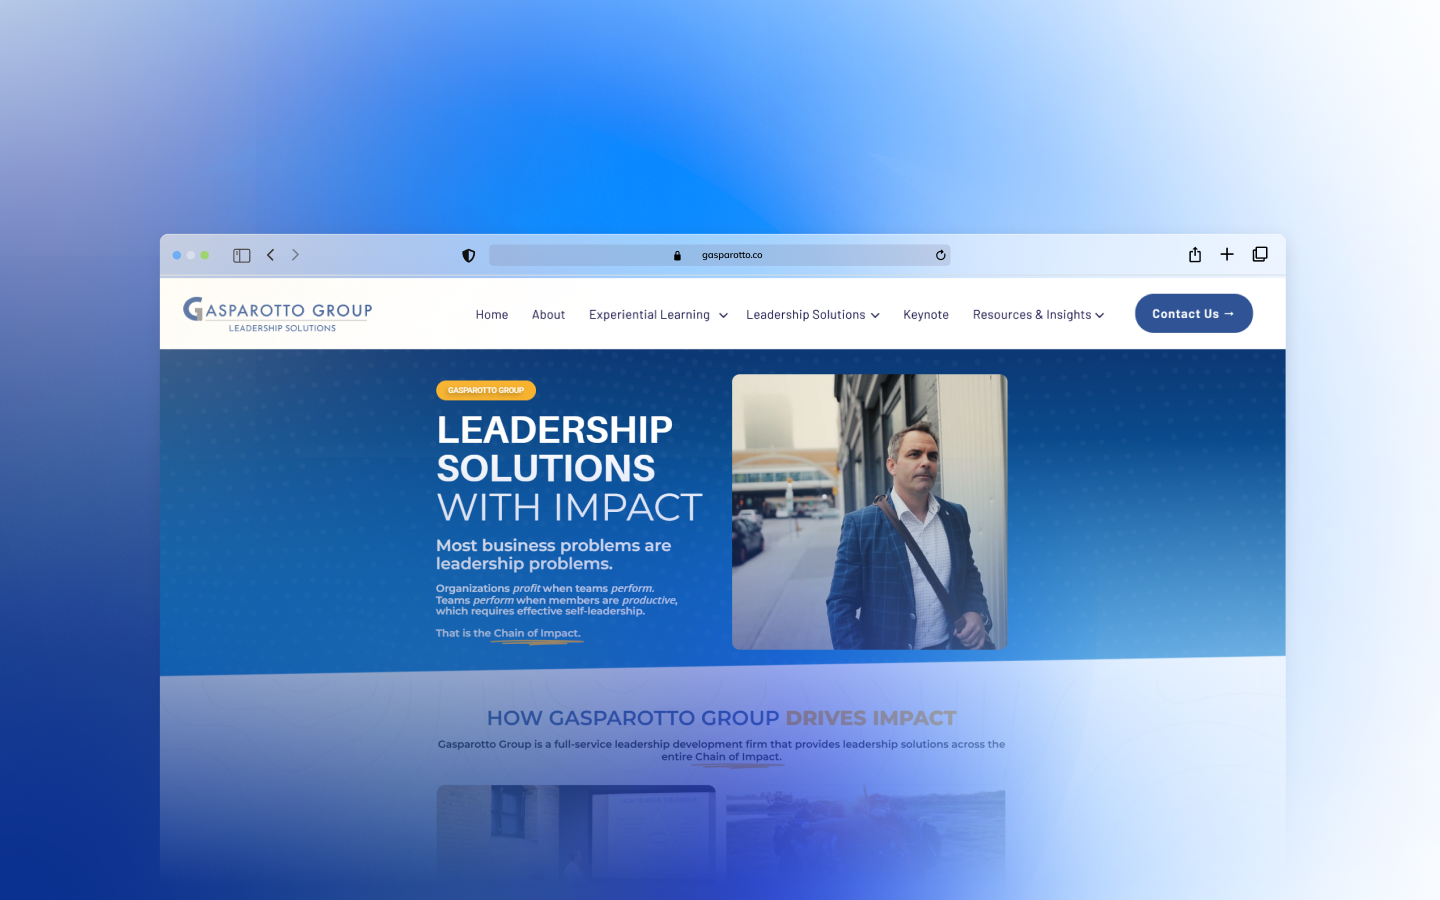 gasparotto.co
GASPAROTTO GROUP
LEADERSHIP SOLUTIONS
Home
About
Experiential Learning
Leadership Solutions
Keynote
Resources & Insights
Contact Us →
GASPAROTTO GROUP
LEADERSHIP
SOLUTIONS
WITH IMPACT
Most business problems are
leadership problems.
Organizations profit when teams perform.
Teams perform when members are productive,
which requires effective self-leadership.
That is the Chain of Impact.
HOW GASPAROTTO GROUP DRIVES IMPACT
Gasparotto Group is a full-service leadership development firm that provides leadership solutions across the
entire Chain of Impact.